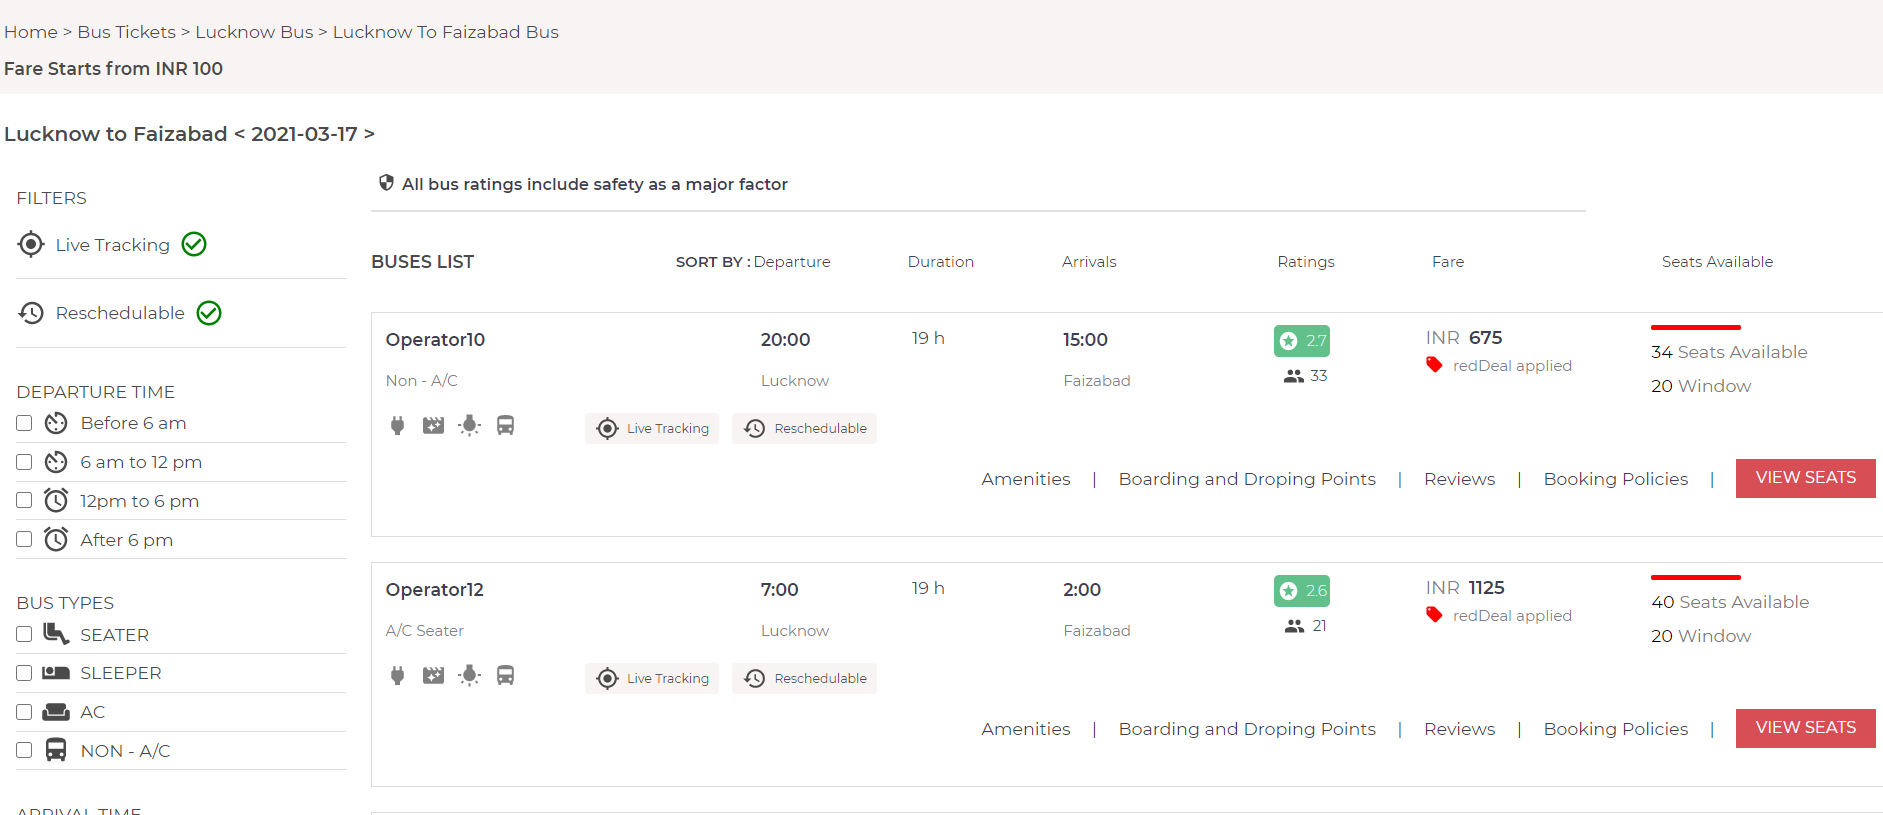 Home > Bus Tickets > Lucknow Bus > Lucknow To Faizabad Bus
Fare Starts from INR 100
Lucknow to Faizabad < 2021-03-17 >
FILTERS
Live Tracking
Reschedulable
DEPARTURE TIME
Before 6 am
6 am to 12 pm
12pm to 6 pm
After 6 pm
BUS TYPES
SEATER
SLEEPER
AC
NON - A/C
ARRIVAL TIME
All bus ratings include safety as a major factor
BUSES LIST SORT BY : Departure Duration Arrivals Ratings Fare Seats Available
Operator10 20:00 19 h 15:00 2.7 INR 675
34 Seats Available
redDeal applied
Non - A/C Lucknow Faizabad 33 20 Window
Live Tracking Reschedulable
Amenities | Boarding and Droping Points | Reviews | Booking Policies | VIEW SEATS
Operator12 7:00 19 h 2:00 2.6 INR 1125
40 Seats Available
redDeal applied
A/C Seater Lucknow Faizabad 21 20 Window
Live Tracking Reschedulable
Amenities | Boarding and Droping Points | Reviews | Booking Policies | VIEW SEATS